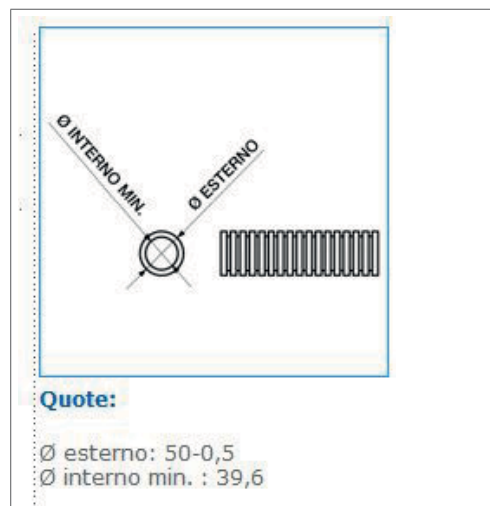 Ø INTERNO MIN.
Ø ESTERNO
Quote:
Ø esterno: 50-0,5
Ø interno min. : 39,6